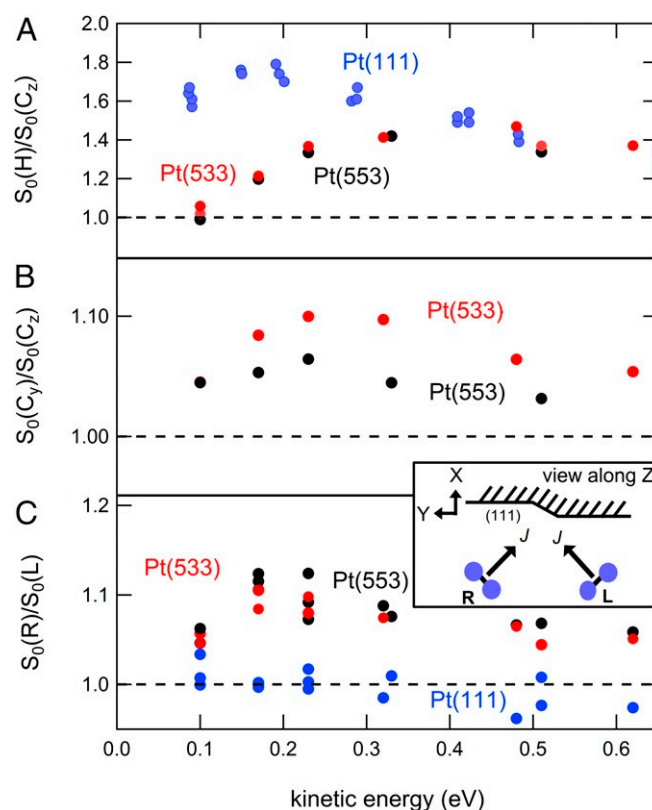 A
S0(H)/S0(Cz)
2.0
1.8
1.6
1.4
1.2
1.0
Pt(111)
Pt(533)
Pt(553)
B
S0(Cy)/S0(Cz)
1.10
1.00
Pt(533)
Pt(553)
C
S0(R)/S0(L)
1.2
1.1
1.0
Pt(533)
Pt(553)
Pt(111)
X
view along Z
Y
(111)
J
J
R
L
0.0 0.1 0.2 0.3 0.4 0.5 0.6
kinetic energy (eV)